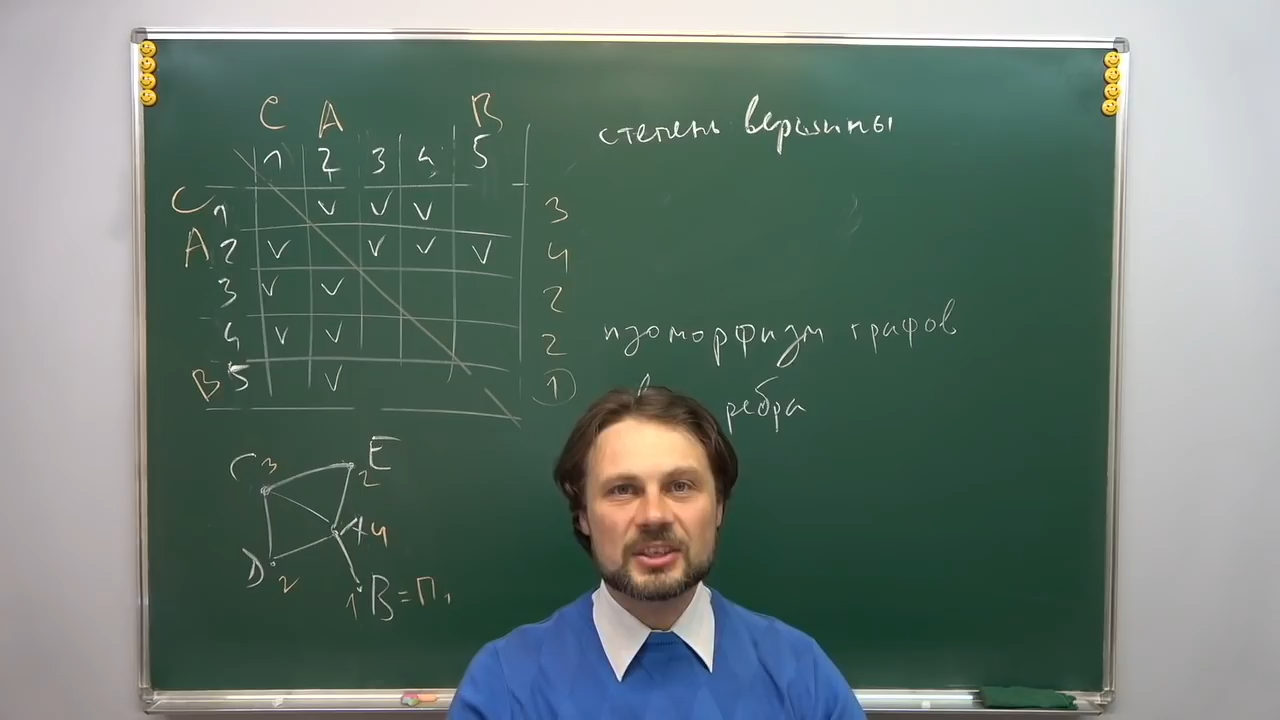 C A B
1 2 3 4 5
C 1 V V V 3
A 2 V V V V 4
3 V V 2
4 V V 2
B 5 V 1
степень вершины
изоморфизм графов
ребра
C 3 E 2
A 4
D 2
1 B = П